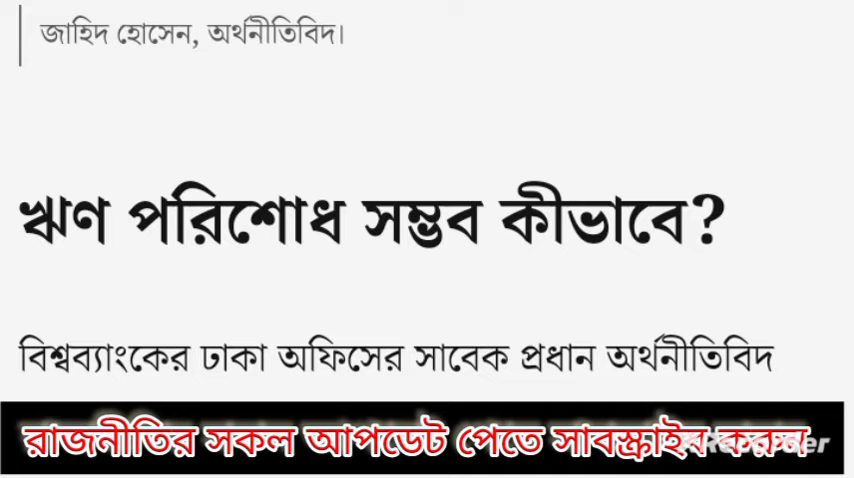 জাহিদ হোসেন, অর্থনীতিবিদ।
ঋণ পরিশোধ সম্ভব কীভাবে?
বিশ্বব্যাংকের ঢাকা অফিসের সাবেক প্রধান অর্থনীতিবিদ
রাজনীতির সকল আপডেট পেতে সাবস্ক্রাইব করুন